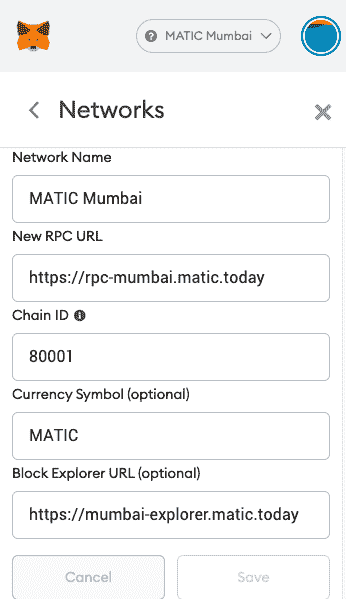 MATIC Mumbai
Networks
Network Name
MATIC Mumbai
New RPC URL
https://rpc-mumbai.matic.today
Chain ID
80001
Currency Symbol (optional)
MATIC
Block Explorer URL (optional)
https://mumbai-explorer.matic.today
Cancel Save